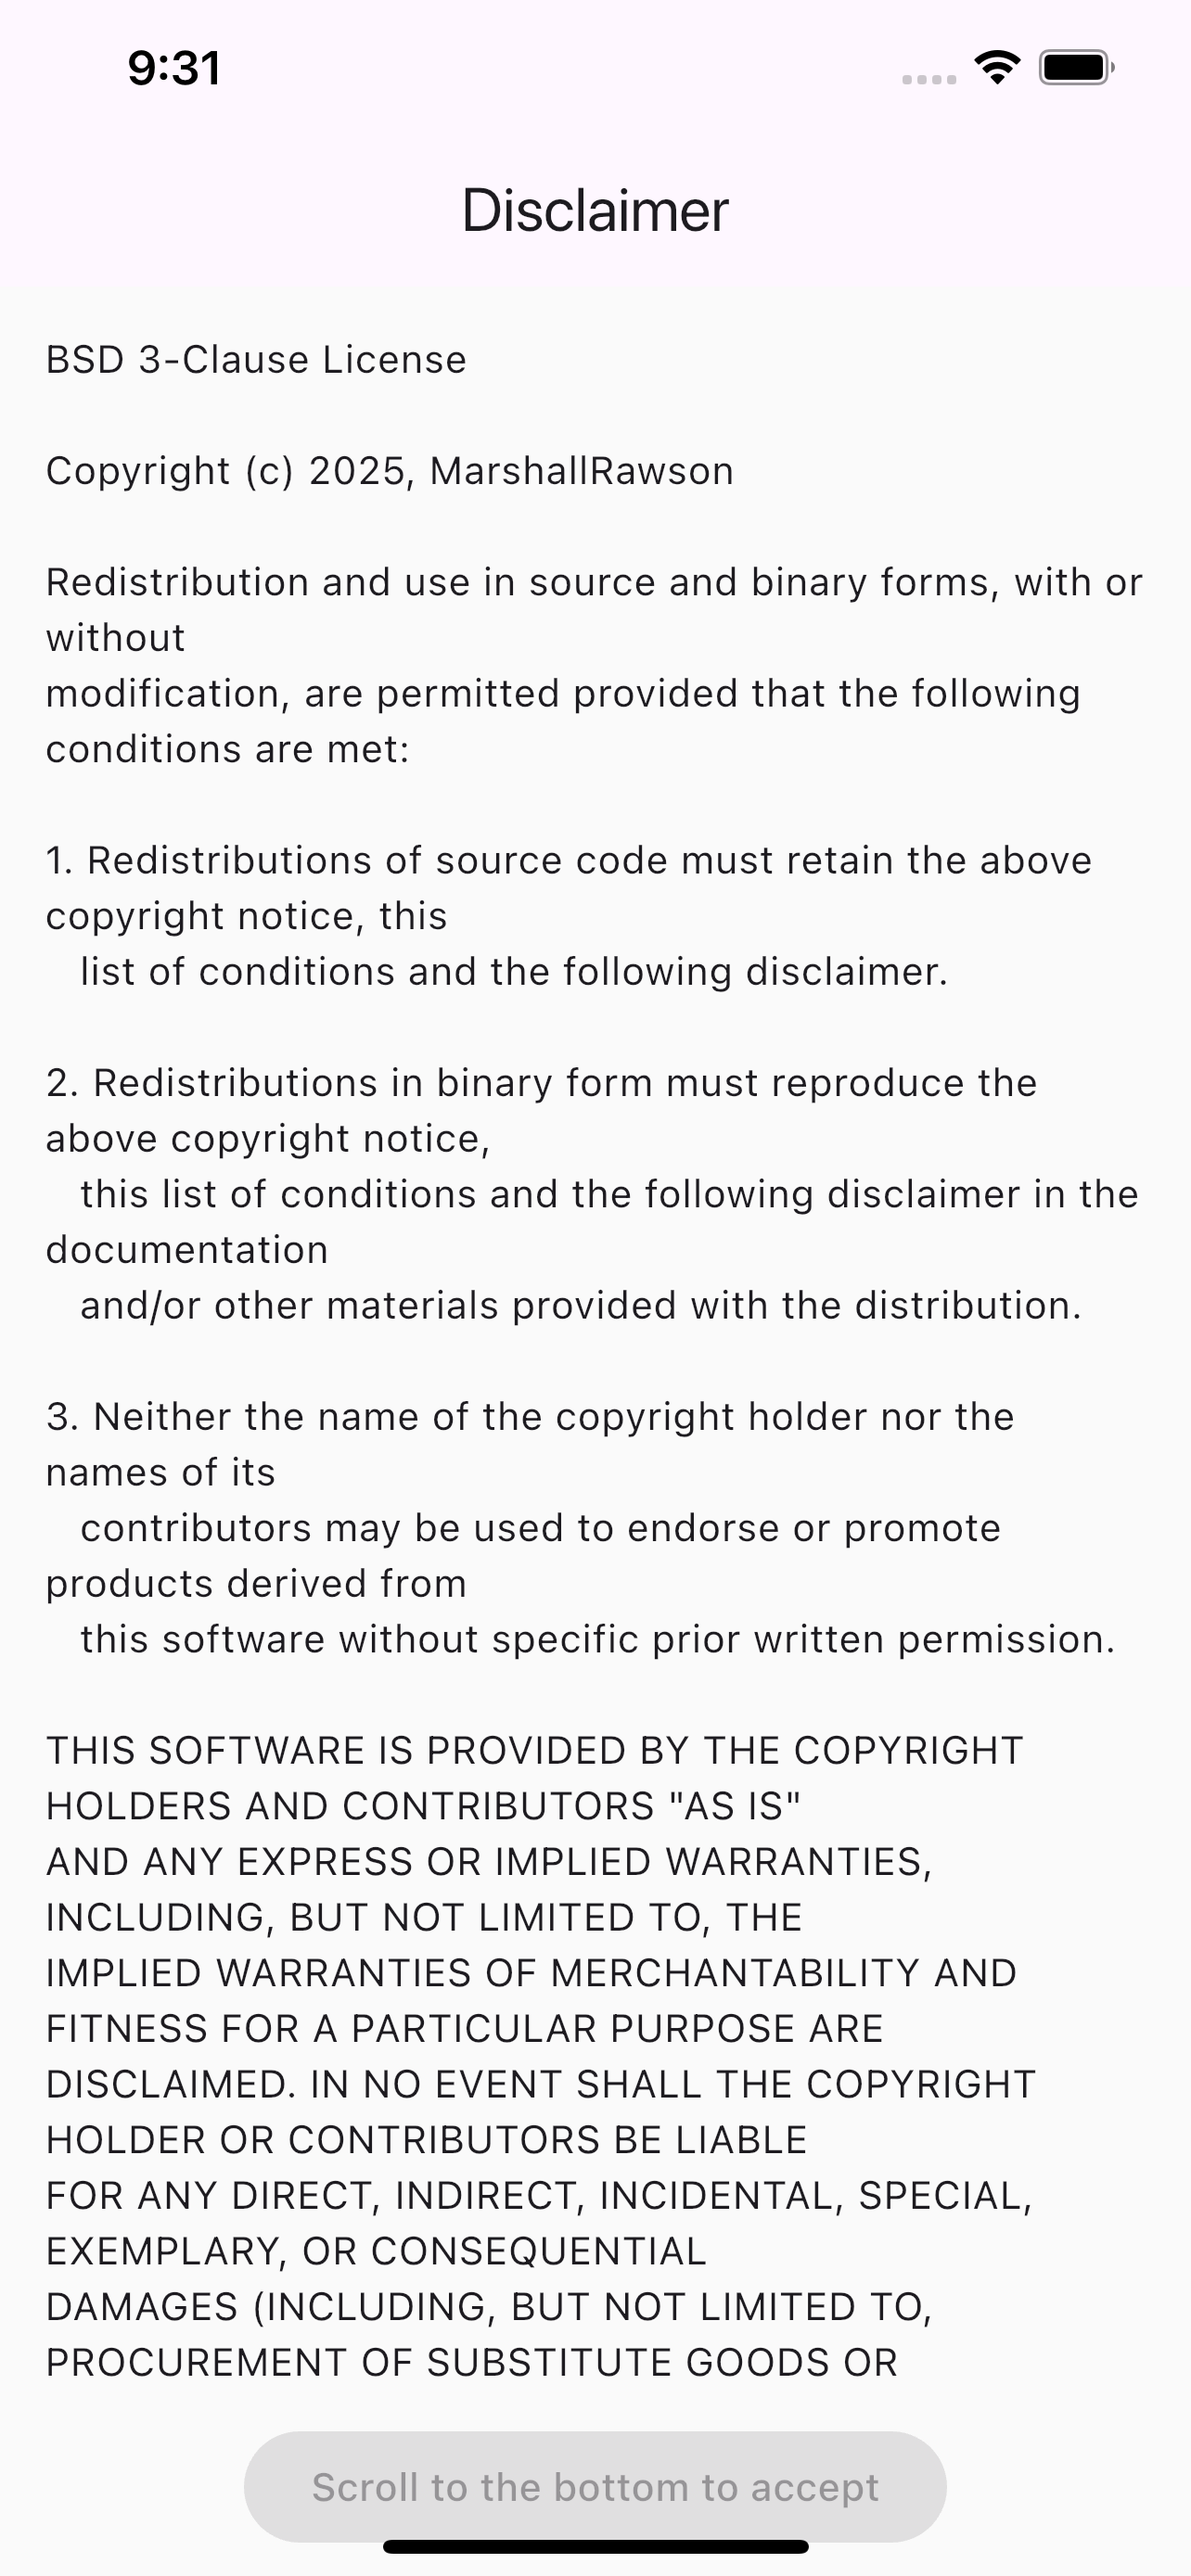 9:31
Disclaimer
BSD 3-Clause License
Copyright (c) 2025, MarshallRawson
Redistribution and use in source and binary forms, with or
without
modification, are permitted provided that the following
conditions are met:
1. Redistributions of source code must retain the above
copyright notice, this
list of conditions and the following disclaimer.
2. Redistributions in binary form must reproduce the
above copyright notice,
this list of conditions and the following disclaimer in the
documentation
and/or other materials provided with the distribution.
3. Neither the name of the copyright holder nor the
names of its
contributors may be used to endorse or promote
products derived from
this software without specific prior written permission.
THIS SOFTWARE IS PROVIDED BY THE COPYRIGHT
HOLDERS AND CONTRIBUTORS "AS IS"
AND ANY EXPRESS OR IMPLIED WARRANTIES,
INCLUDING, BUT NOT LIMITED TO, THE
IMPLIED WARRANTIES OF MERCHANTABILITY AND
FITNESS FOR A PARTICULAR PURPOSE ARE
DISCLAIMED. IN NO EVENT SHALL THE COPYRIGHT
HOLDER OR CONTRIBUTORS BE LIABLE
FOR ANY DIRECT, INDIRECT, INCIDENTAL, SPECIAL,
EXEMPLARY, OR CONSEQUENTIAL
DAMAGES (INCLUDING, BUT NOT LIMITED TO,
PROCUREMENT OF SUBSTITUTE GOODS OR
Scroll to the bottom to accept